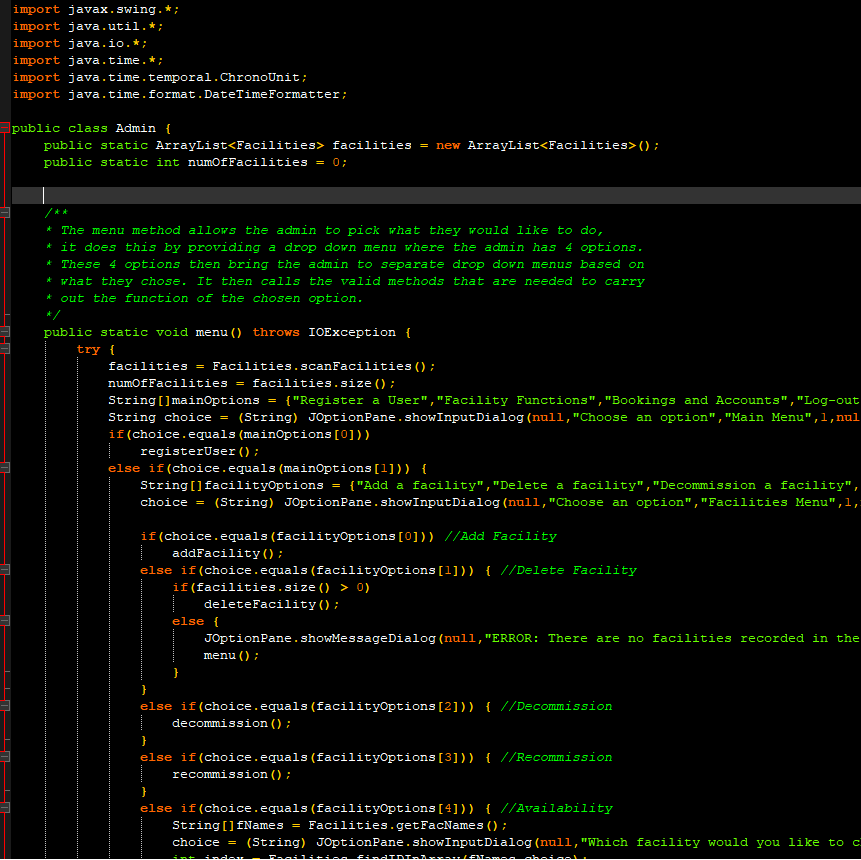 import javax.swing.*;
import java.util.*;
import java.io.*;
import java.time.*;
import java.time.temporal.ChronoUnit;
import java.time.format.DateTimeFormatter;
public class Admin {
public static ArrayList<Facilities> facilities = new ArrayList<Facilities>();
public static int numOfFacilities = 0;
/**
* The menu method allows the admin to pick what they would like to do,
* it does this by providing a drop down menu where the admin has 4 options.
* These 4 options then bring the admin to separate drop down menus based on
* what they chose. It then calls the valid methods that are needed to carry
* out the function of the chosen option.
*/
public static void menu() throws IOException {
try {
facilities = Facilities.scanFacilities();
numOfFacilities = facilities.size();
String[]mainOptions = {"Register a User","Facility Functions","Bookings and Accounts","Log-out
String choice = (String) JOptionPane.showInputDialog(null,"Choose an option","Main Menu",1,nul
if(choice.equals(mainOptions[0]))
registerUser();
else if(choice.equals(mainOptions[1])) {
String[]facilityOptions = {"Add a facility","Delete a facility","Decommission a facility",
choice = (String) JOptionPane.showInputDialog(null,"Choose an option","Facilities Menu",1,
if(choice.equals(facilityOptions[0])) //Add Facility
addFacility();
else if(choice.equals(facilityOptions[1])) { //Delete Facility
if(facilities.size() > 0)
deleteFacility();
else {
JOptionPane.showMessageDialog(null,"ERROR: There are no facilities recorded in the
menu();
}
}
else if(choice.equals(facilityOptions[2])) { //Decommission
decommission();
}
else if(choice.equals(facilityOptions[3])) { //Recommission
recommission();
}
else if(choice.equals(facilityOptions[4])) { //Availability
String[]fNames = Facilities.getFacNames();
choice = (String) JOptionPane.showInputDialog(null,"Which facility would you like to c
int index = Facilities.findIDInArray(fNames,choice);